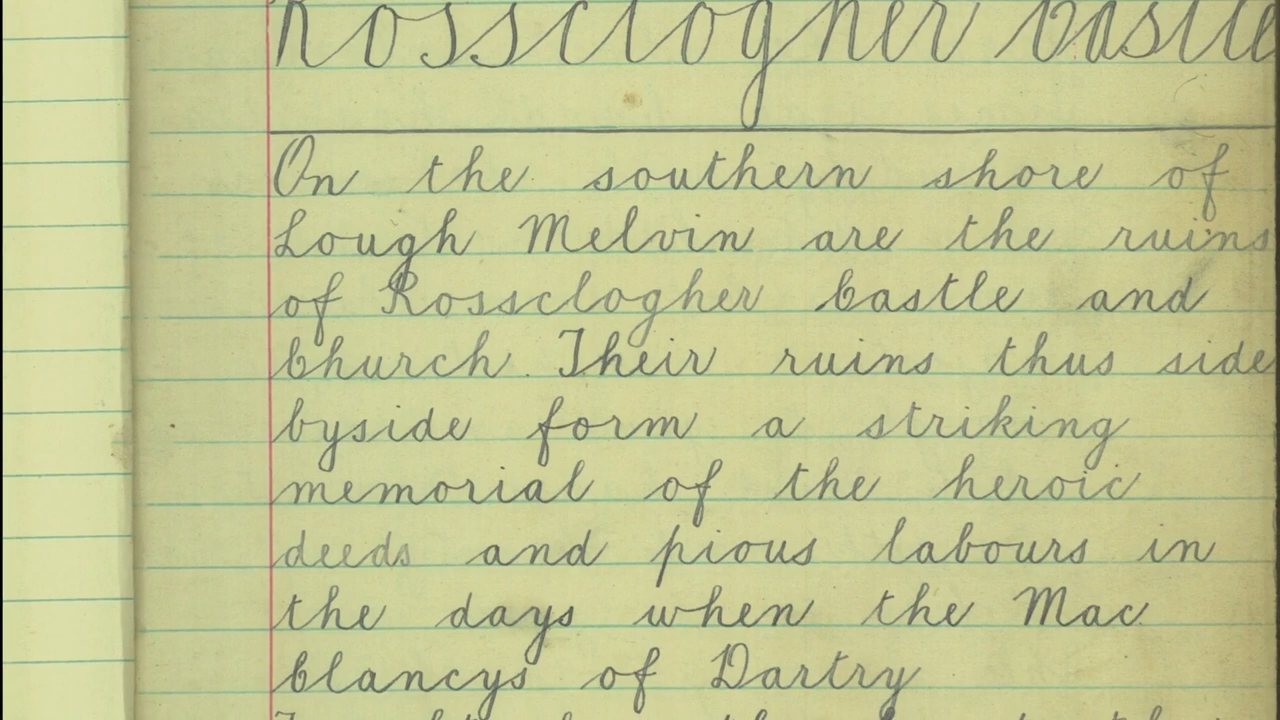 Rossclogher Castle
On the southern shore of
Lough Melvin are the ruins
of Rossclogher Castle and
Church. Their ruins thus side
byside form a striking
memorial of the heroic
deeds and pious labours in
the days when the Mac
Clancys of Dartry